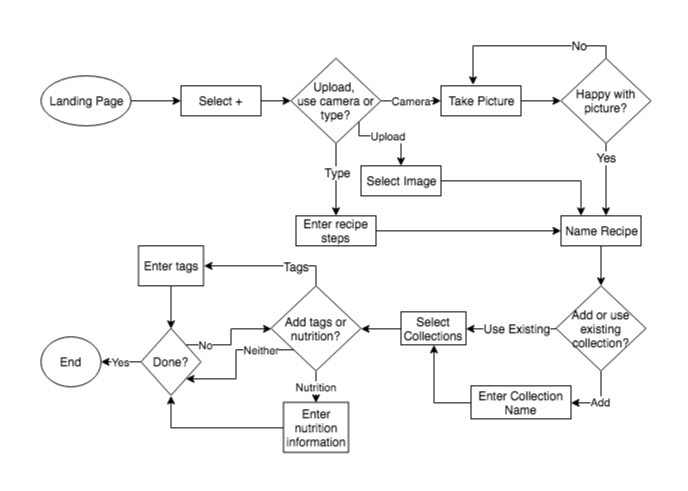 No
Landing Page
Select +
Upload,
use camera or
type?
Camera
Take Picture
Happy with
picture?
Upload
Yes
Type
Select Image
Enter recipe
steps
Name Recipe
Enter tags
Tags
Add tags or
nutrition?
Select
Collections
Use Existing
Add or use
existing
collection?
No
Neither
End
Yes
Done?
Nutrition
Enter
nutrition
information
Enter Collection
Name
Add